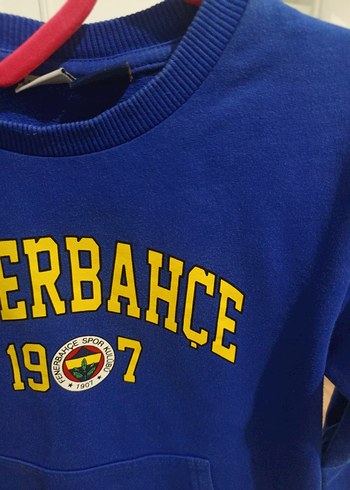 ERBAHÇE
19 7
FENERBAHÇE SPOR KULÜBÜ
★ 1907 ★